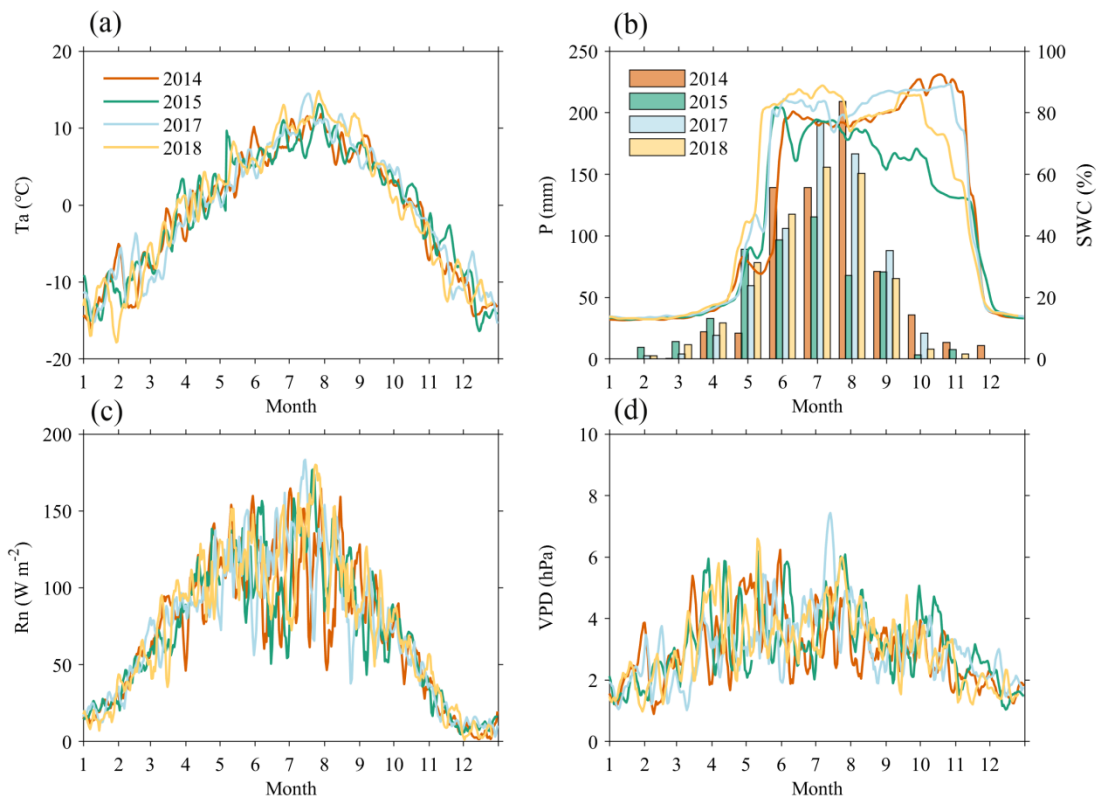 (a)
20
10
0
-10
-20
Ta (°C)
2014
2015
2017
2018
1 2 3 4 5 6 7 8 9 10 11 12
Month
(b)
250
200
150
100
50
0
P (mm)
2014
2015
2017
2018
100
80
60
40
20
0
SWC (%)
1 2 3 4 5 6 7 8 9 10 11 12
Month
(c)
200
150
100
50
0
Rn (W m⁻²)
1 2 3 4 5 6 7 8 9 10 11 12
Month
(d)
10
8
6
4
2
0
VPD (hPa)
1 2 3 4 5 6 7 8 9 10 11 12
Month